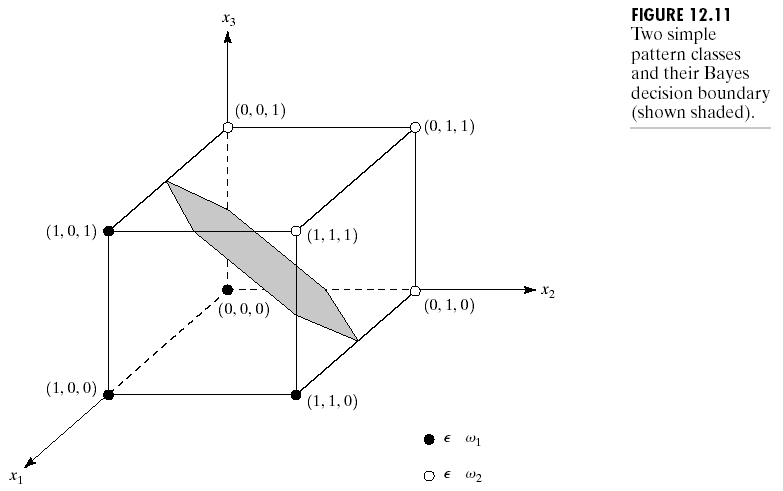 x₃
FIGURE 12.11
Two simple
pattern classes
and their Bayes
decision boundary
(shown shaded).
(0, 0, 1)
(0, 1, 1)
(1, 0, 1)
(1, 1, 1)
(0, 0, 0)
x₂
(0, 1, 0)
(1, 0, 0)
(1, 1, 0)
x₁
● ϵ ω₁
○ ϵ ω₂